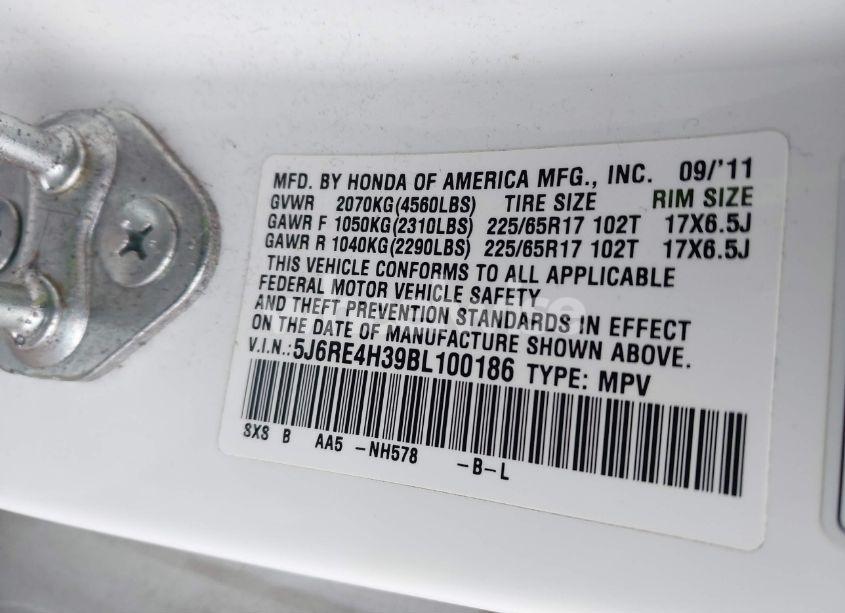 MFD. BY HONDA OF AMERICA MFG., INC. 09/'11
GVWR 2070KG(4560LBS) TIRE SIZE RIM SIZE
GAWR F 1050KG(2310LBS) 225/65R17 102T 17X6.5J
GAWR R 1040KG(2290LBS) 225/65R17 102T 17X6.5J
THIS VEHICLE CONFORMS TO ALL APPLICABLE
FEDERAL MOTOR VEHICLE SAFETY
AND THEFT PREVENTION STANDARDS IN EFFECT
ON THE DATE OF MANUFACTURE SHOWN ABOVE.
V.I.N.: 5J6RE4H39BL100186 TYPE: MPV
SXS B AA5 -NH578 -B-L